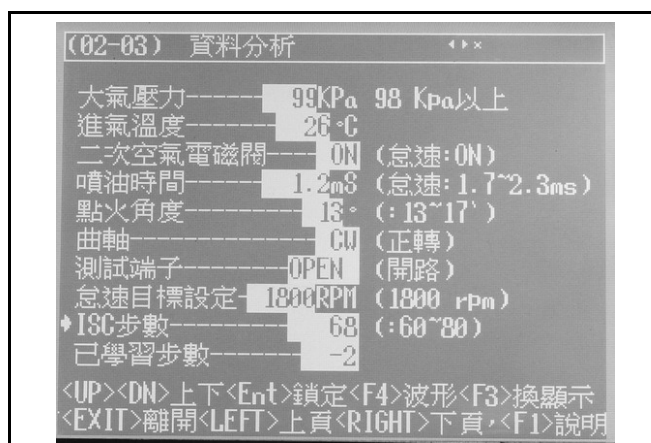 (02-03) 資料分析
大氣壓力------ 99KPa 98 Kpa以上
進氣溫度------- 26°C
二次空氣電磁閥---- ON (怠速:ON)
噴油時間------- 1.2mS (怠速:1.7~2.3ms)
點火角度-------- 13° (:13~17')
曲軸----------- CW (正轉)
測試端子-------OPEN (開路)
怠速目標設定- 1800RPM (1800 rpm)
ISC步數-------- 68 (:60~80)
已學習步數------- -2
<UP><DN>上下<Ent>鎖定<F4>波形<F3>換顯示
<EXIT>離開<LEFT>上頁<RIGHT>下頁,<F1>說明